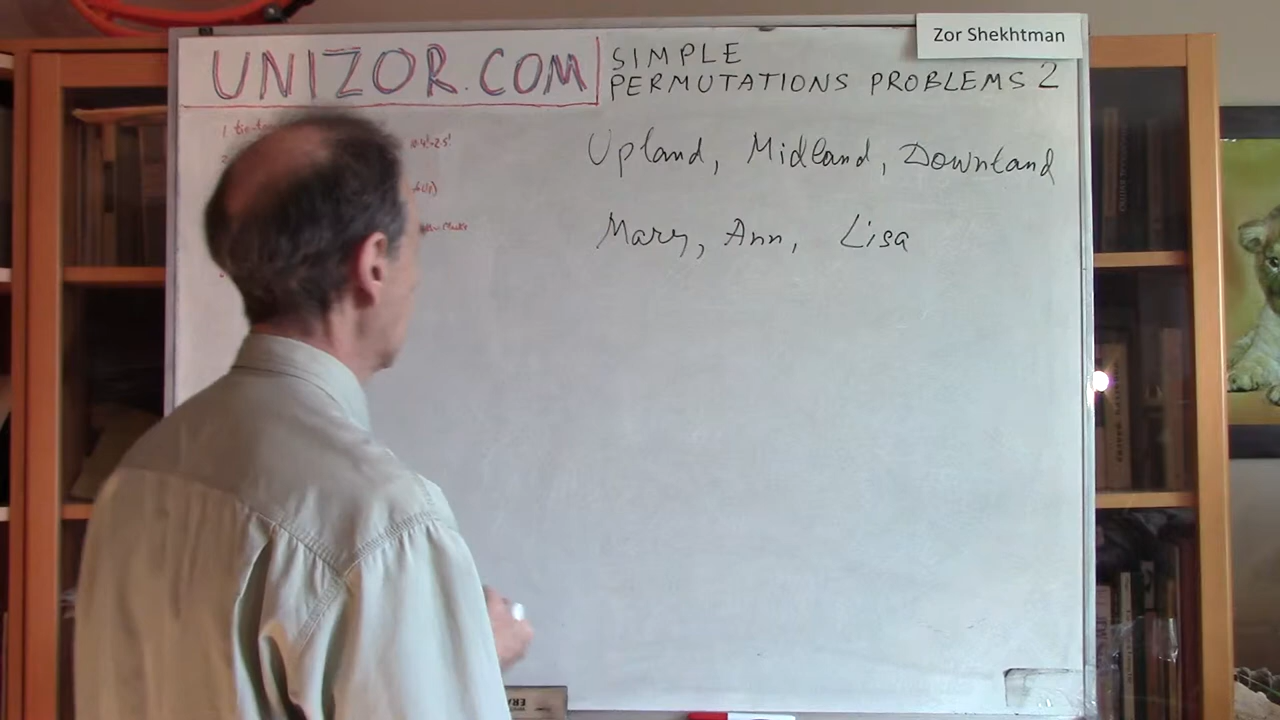 Zor Shekhtman
UNIZOR.COM
SIMPLE
PERMUTATIONS PROBLEMS 2
Upland, Midland, Downland
Mary, Ann, Lisa